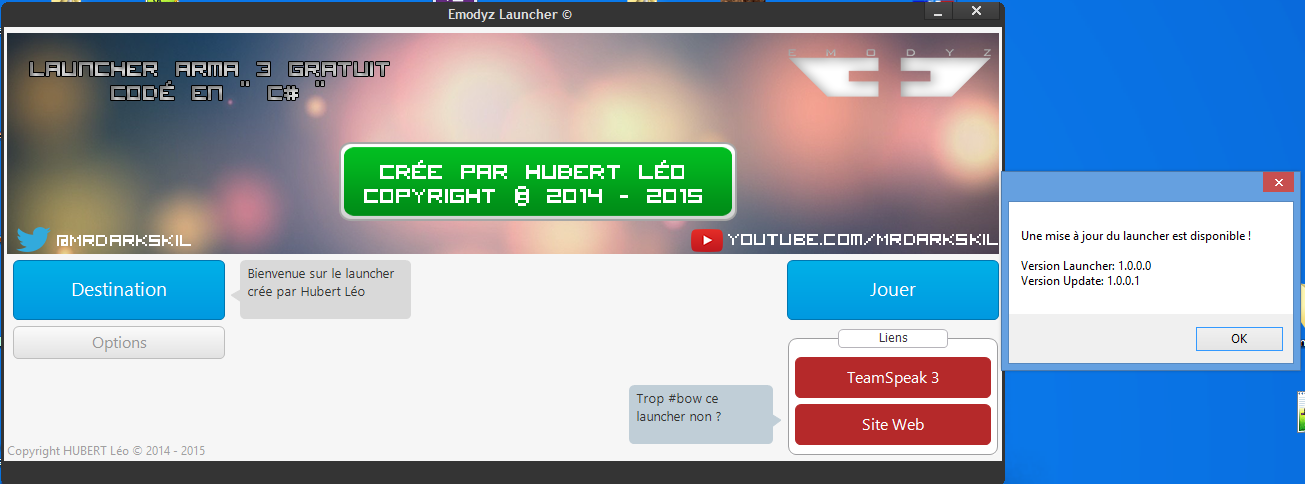 Emodyz Launcher ©
LAUNCHER ARMA 3 GRATUIT
CODÉ EN " C# "
EMODYZ
CRÉE PAR HUBERT LÉO
COPYRIGHT @ 2014 - 2015
@MRDARKSKIL
YOUTUBE.COM/MRDARKSKIL
Destination
Bienvenue sur le launcher
crée par Hubert Léo
Jouer
Options
Liens
TeamSpeak 3
Trop #bow ce
launcher non ?
Site Web
Copyright HUBERT Léo © 2014 - 2015
Une mise à jour du launcher est disponible !
Version Launcher: 1.0.0.0
Version Update: 1.0.0.1
OK